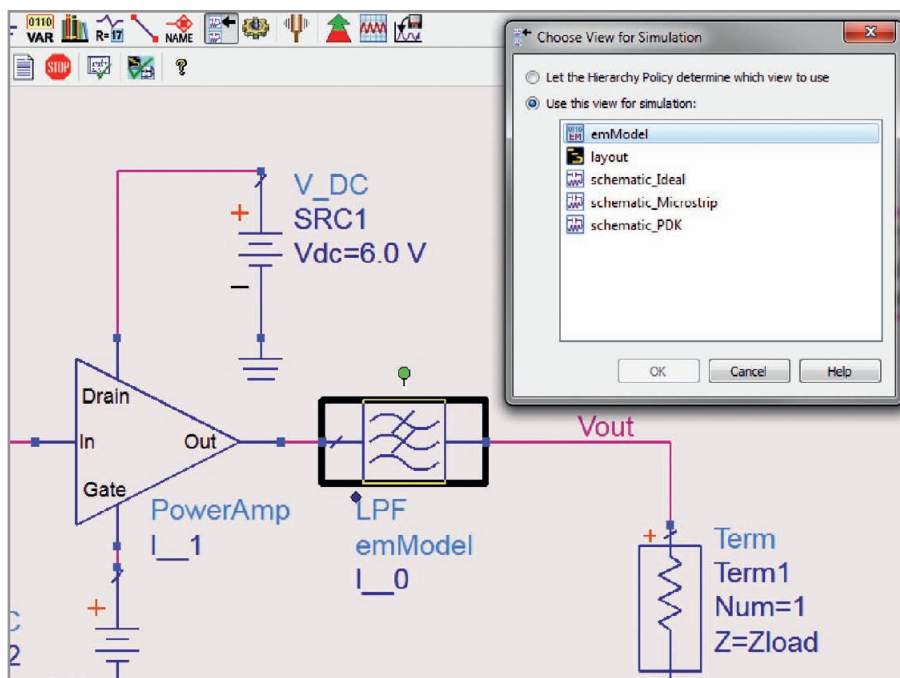 0110
VAR
R=17
NAME
STOP
?
Choose View for Simulation
Let the Hierarchy Policy determine which view to use
Use this view for simulation:
0110
EM
emModel
layout
schematic_Ideal
schematic_Microstrip
schematic_PDK
OK
Cancel
Help
+
V_DC
SRC1
Vdc=6.0 V
Drain
In
Out
Gate
PowerAmp
I__1
LPF
emModel
I__0
Vout
+
Term
Term1
Num=1
Z=Zload
+
C
2